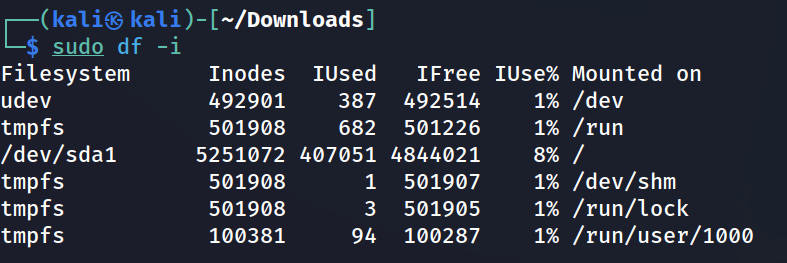 ┌──(kali㉿kali)-[~/Downloads]
└─$ sudo df -i
Filesystem      Inodes  IUsed   IFree IUse% Mounted on
udev            492901    387  492514    1% /dev
tmpfs           501908    682  501226    1% /run
/dev/sda1      5251072 407051 4844021    8% /
tmpfs           501908      1  501907    1% /dev/shm
tmpfs           501908      3  501905    1% /run/lock
tmpfs           100381     94  100287    1% /run/user/1000